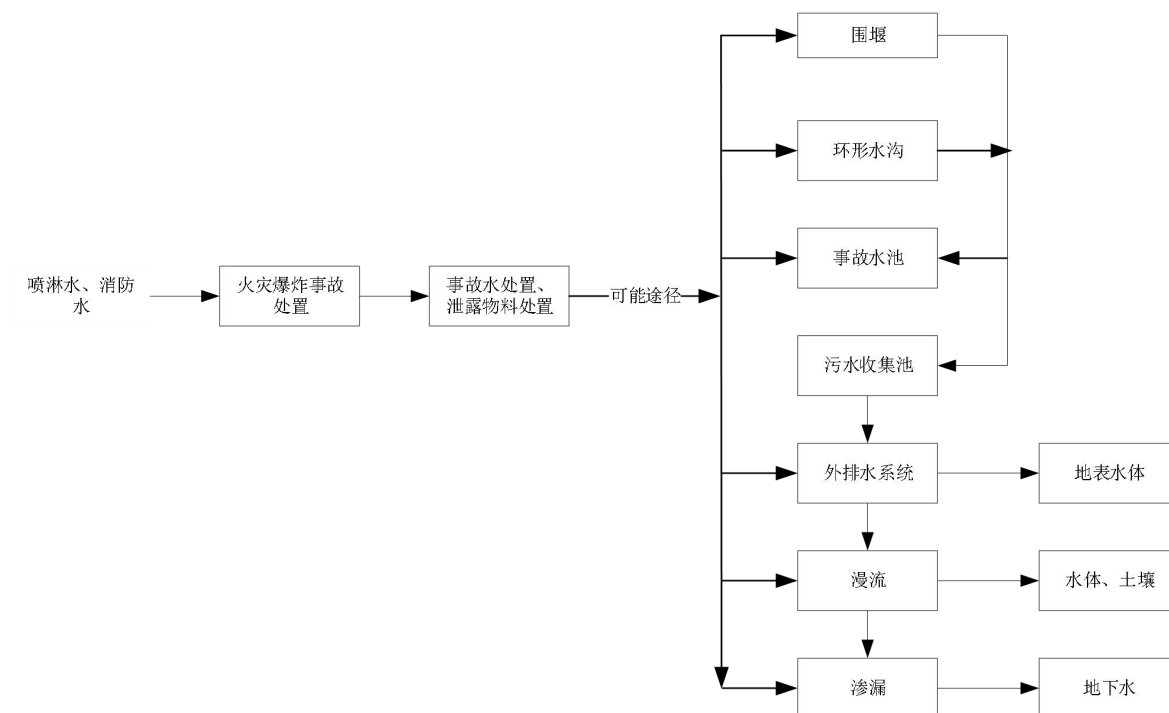 围堰
环形水沟
事故水池
喷淋水、消防
水
火灾爆炸事故
处置
事故水处置、
泄露物料处置
可能途径
污水收集池
外排水系统
地表水体
漫流
水体、土壤
渗漏
地下水